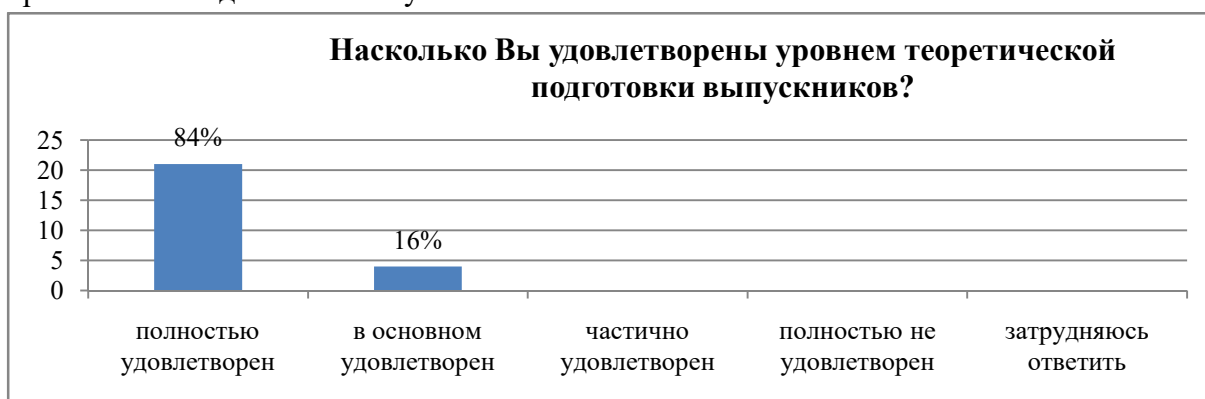 Насколько Вы удовлетворены уровнем теоретической
подготовки выпускников?
25
20
15
10
5
0
84%
16%
полностью
удовлетворен
в основном
удовлетворен
частично
удовлетворен
полностью не
удовлетворен
затрудняюсь
ответить